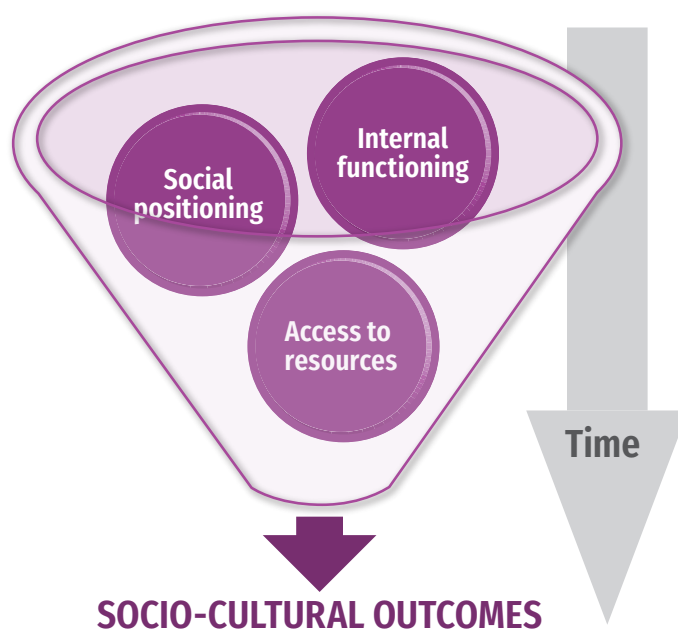 Internal
functioning
Social
positioning
Access to
resources
Time
SOCIO-CULTURAL OUTCOMES